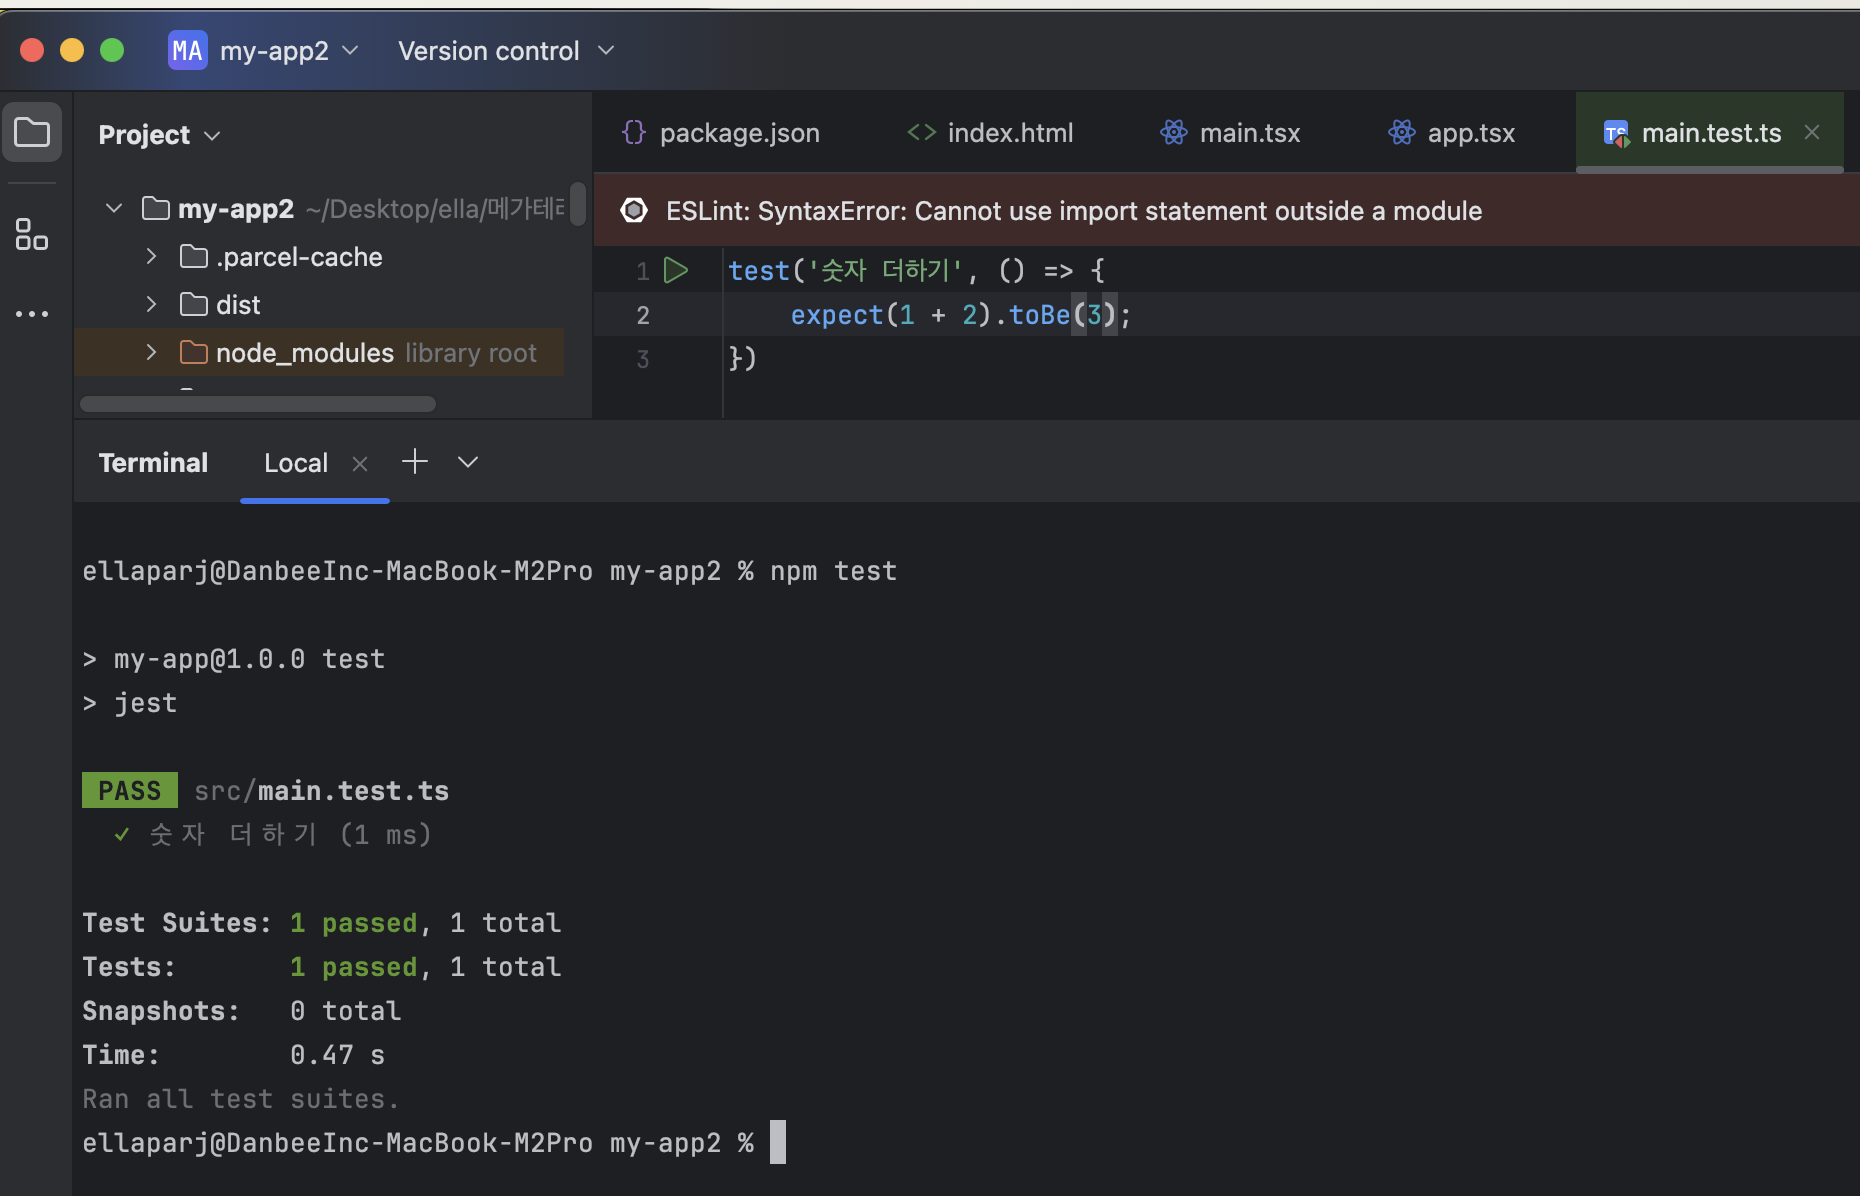 MA my-app2 Version control
Project
my-app2 ~/Desktop/ella/메가테
.parcel-cache
dist
node_modules library root
{} package.json <> index.html main.tsx app.tsx TS main.test.ts
ESLint: SyntaxError: Cannot use import statement outside a module
1 test('숫자 더하기', () => {
2 expect(1 + 2).toBe(3);
3 })
Terminal Local
ellaparj@DanbeeInc-MacBook-M2Pro my-app2 % npm test
> my-app@1.0.0 test
> jest
PASS src/main.test.ts
✓ 숫자 더하기 (1 ms)
Test Suites: 1 passed, 1 total
Tests: 1 passed, 1 total
Snapshots: 0 total
Time: 0.47 s
Ran all test suites.
ellaparj@DanbeeInc-MacBook-M2Pro my-app2 %